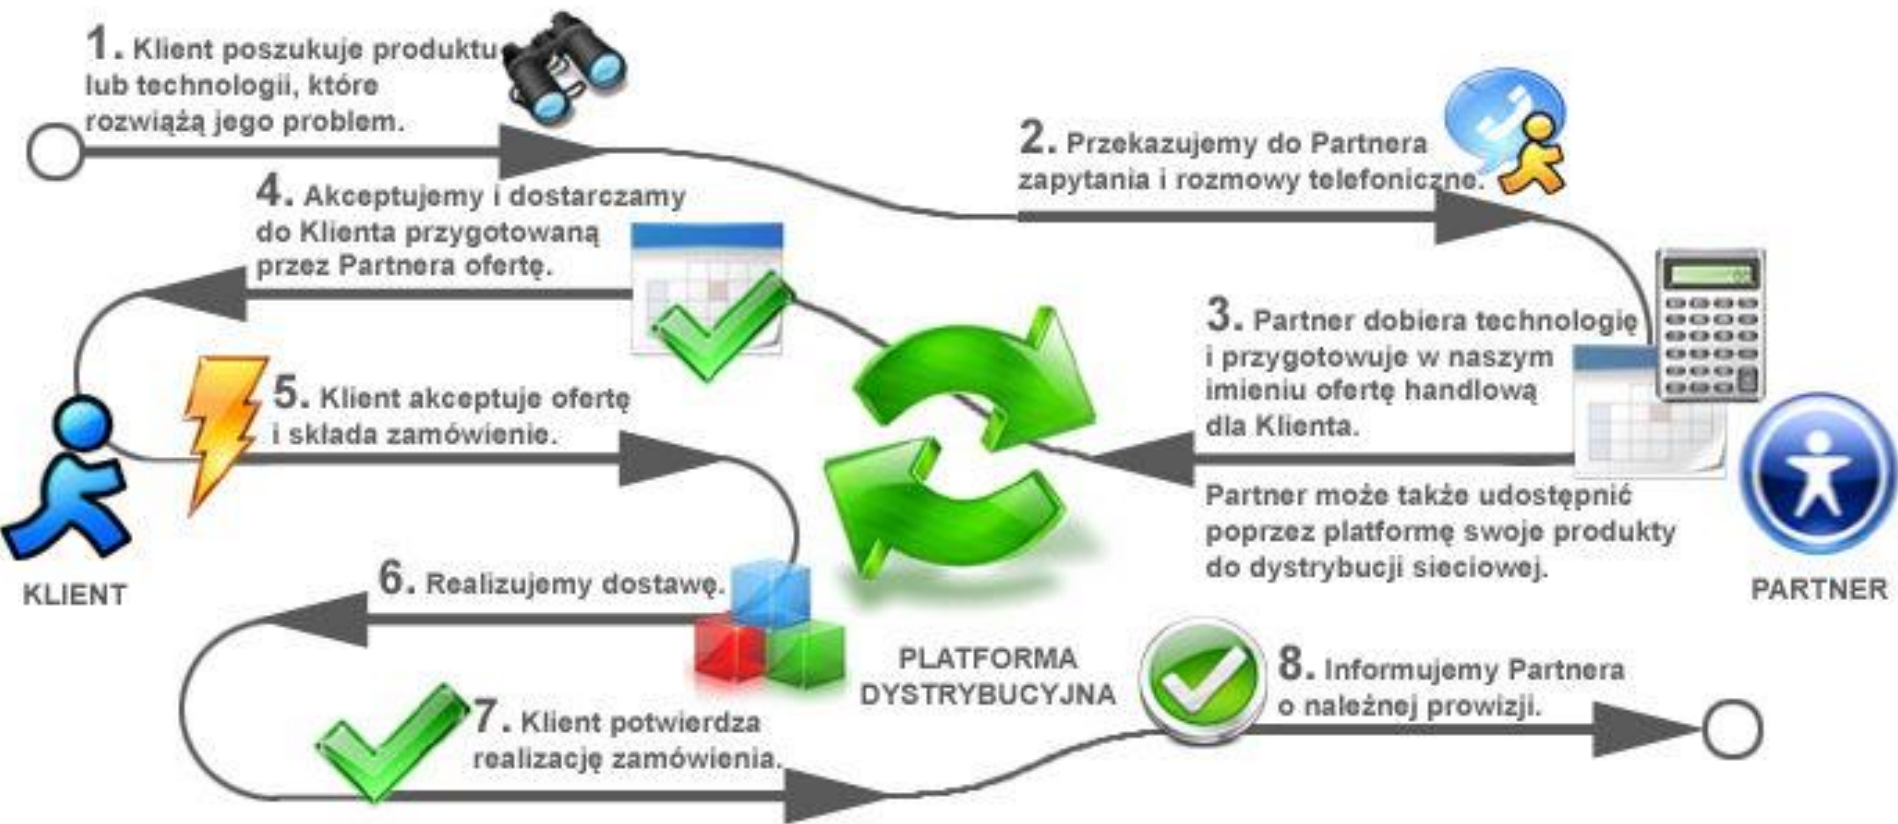 1. Klient poszukuje produktu
lub technologii, które
rozwiążą jego problem.
2. Przekazujemy do Partnera
zapytania i rozmowy telefoniczne.
3. Partner dobiera technologię
i przygotowuje w naszym
imieniu ofertę handlową
dla Klienta.
Partner może także udostępnić
poprzez platformę swoje produkty
do dystrybucji sieciowej.
PARTNER
4. Akceptujemy i dostarczamy
do Klienta przygotowaną
przez Partnera ofertę.
5. Klient akceptuje ofertę
i składa zamówienie.
KLIENT
6. Realizujemy dostawę.
PLATFORMA
DYSTRYBUCYJNA
7. Klient potwierdza
realizację zamówienia.
8. Informujemy Partnera
o należnej prowizji.